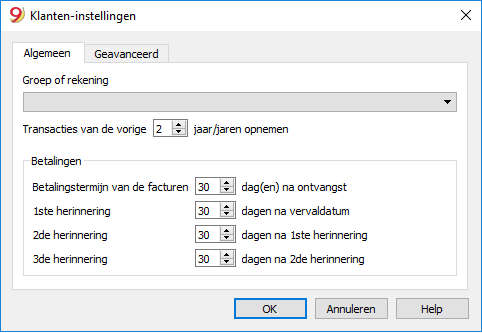 Klanten-instellingen
Algemeen Geavanceerd
Groep of rekening
Transacties van de vorige 2 jaar/jaren opnemen
Betalingen
Betalingstermijn van de facturen 30 dag(en) na ontvangst
1ste herinnering 30 dagen na vervaldatum
2de herinnering 30 dagen na 1ste herinnering
3de herinnering 30 dagen na 2de herinnering
OK Annuleren Help